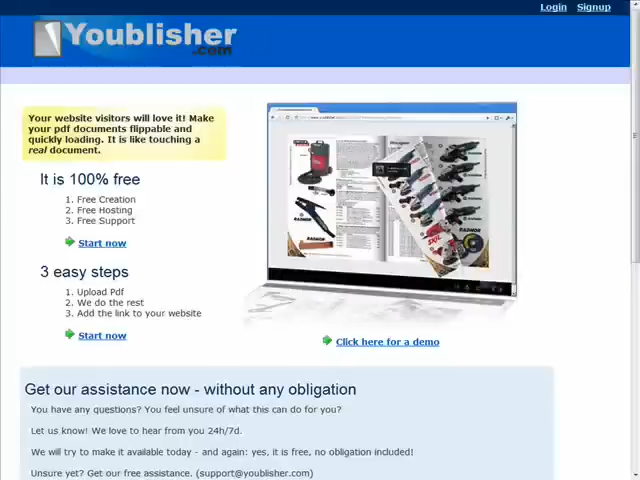 Login Signup
Youblisher
.com
Your website visitors will love it! Make
your pdf documents flippable and
quickly loading. It is like touching a
real document.
It is 100% free
1. Free Creation
2. Free Hosting
3. Free Support
Start now
3 easy steps
1. Upload Pdf
2. We do the rest
3. Add the link to your website
Start now
RADNOR
RADNOR
SKIL
Click here for a demo
Get our assistance now - without any obligation
You have any questions? You feel unsure of what this can do for you?
Let us know! We love to hear from you 24h/7d.
We will try to make it available today - and again: yes, it is free, no obligation included!
Unsure yet? Get our free assistance. (support@youblisher.com)